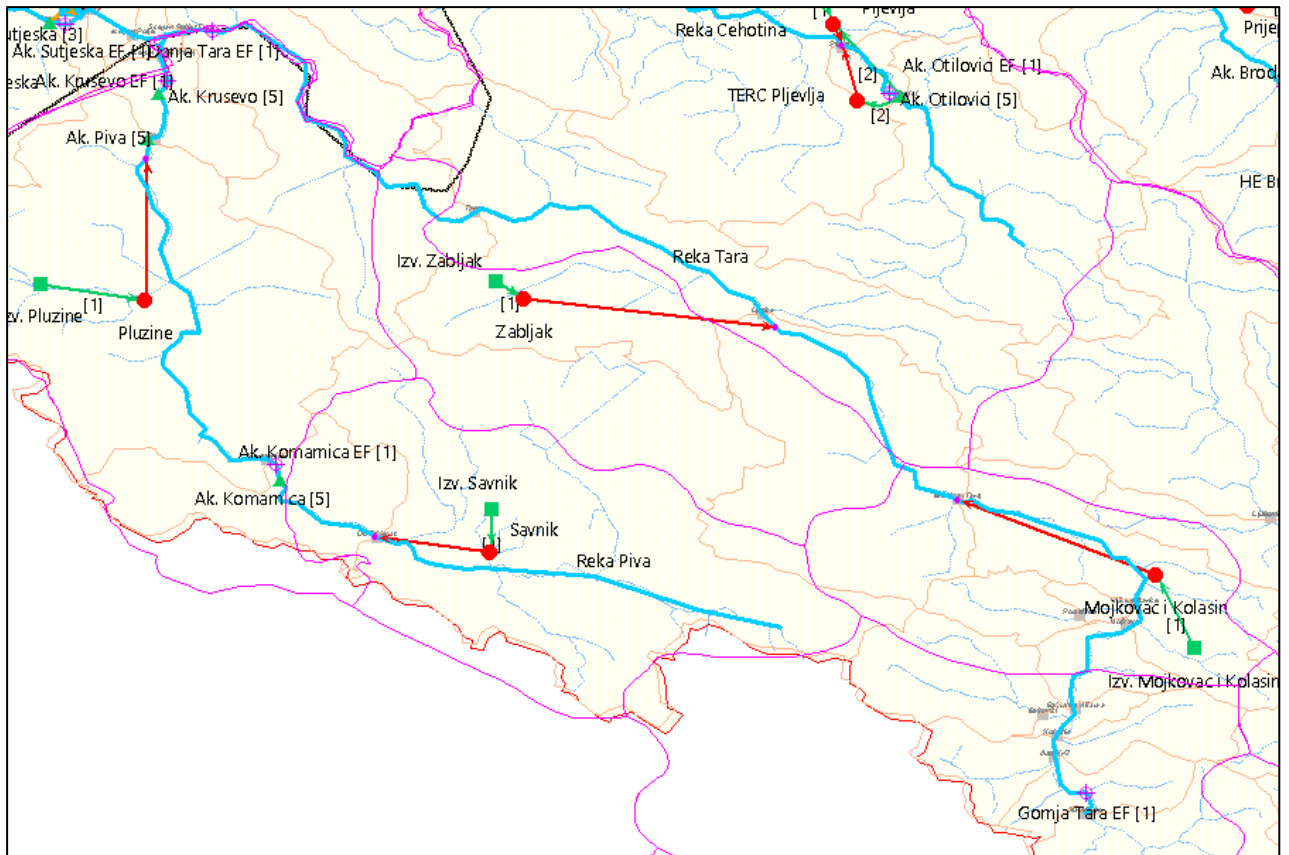 Pljevlja
Reka Cehotina
utjeska [3]
Ak. Sutjeska EF [1]
Donja Tara EF [1]
Ak. Otilovici EF [1]
Prije
[2]
Ak. Brod
eska
Ak. Krusevo EF [1]
TERC Pljevlja
Ak. Krusevo [5]
Ak. Otilovici [5]
[2]
Ak. Piva [5]
HE B
Reka Tara
Izv. Zabljak
[1]
[1]
zv. Pluzine
Pluzine
Zabljak
Ak. Komarnica EF [1]
Izv. Savnik
Ak. Komarnica [5]
Savnik
[1]
Reka Piva
Mojkovac i Kolasin
[1]
Izv. Mojkovac i Kolasin
Gornja Tara EF [1]